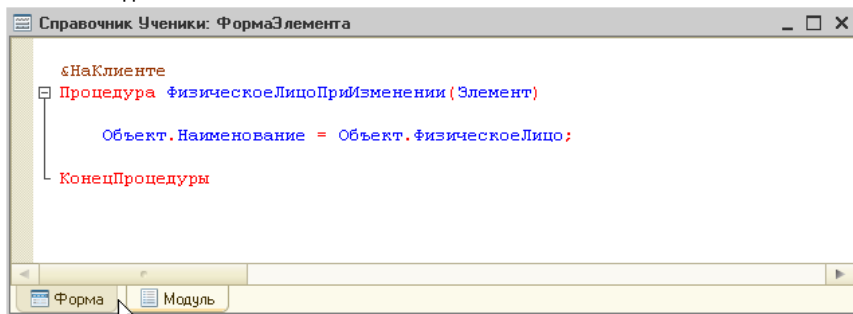 Справочник Ученики: ФормаЭлемента
&НаКлиенте
Процедура ФизическоеЛицоПриИзменении(Элемент)
Объект.Наименование = Объект.ФизическоеЛицо;
КонецПроцедуры
Форма
Модуль